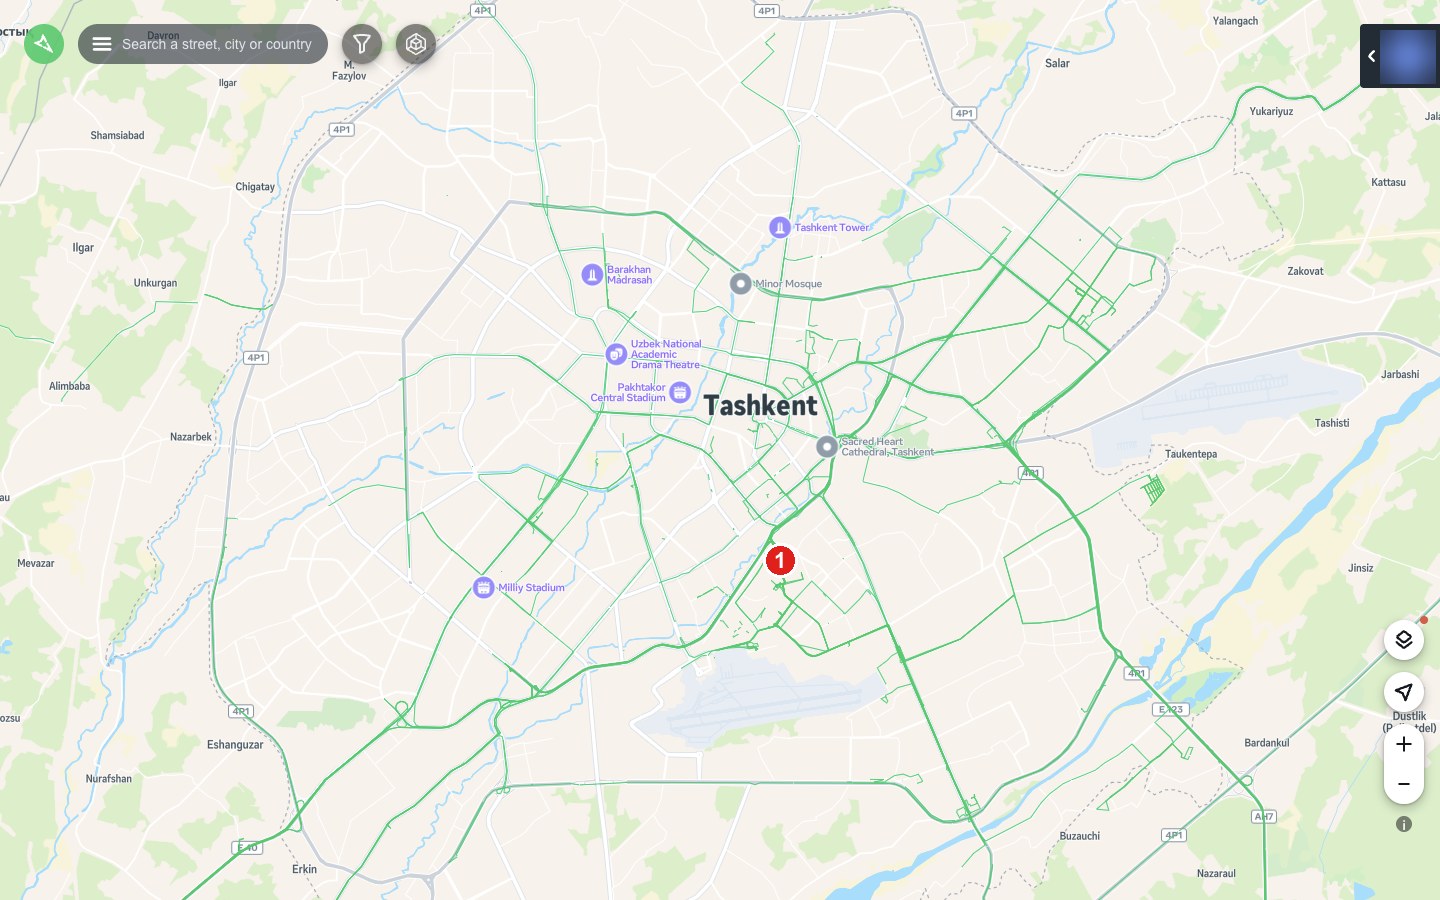 4P1
4P1
Yalangach
Davron
Search a street, city or country
M.
Fazylov
Ilgar
Salar
4P1
Yukariyuz
4P1
Shamsiabad
Chigatay
Kattasu
Tashkent Tower
Ilgar
Barakhan
Madrasah
Minor Mosque
Zakovat
Unkurgan
Uzbek National
Academic
Drama Theatre
4P1
Jarbashi
Alimbaba
Pakhtakor
Central Stadium
Tashkent
Tashisti
Nazarbek
Sacred Heart
Cathedral, Tashkent
Taukentepa
4P1
1
Mevazar
Jinsiz
Milliy Stadium
4P1
4P1
E 123
Dustlik
Eshanguzar
Bardankul
Nurafshan
AH7
4P1
Buzauchi
E 40
Erkin
Nazaraul